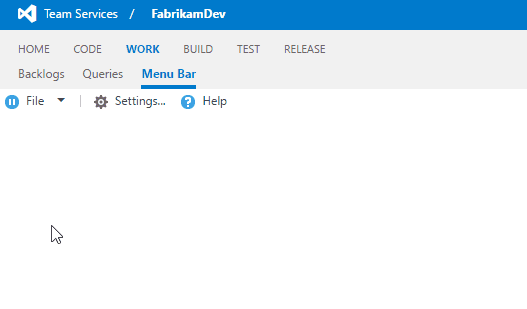 Team Services / FabrikamDev
HOME CODE WORK BUILD TEST RELEASE
Backlogs Queries Menu Bar
File Settings... Help